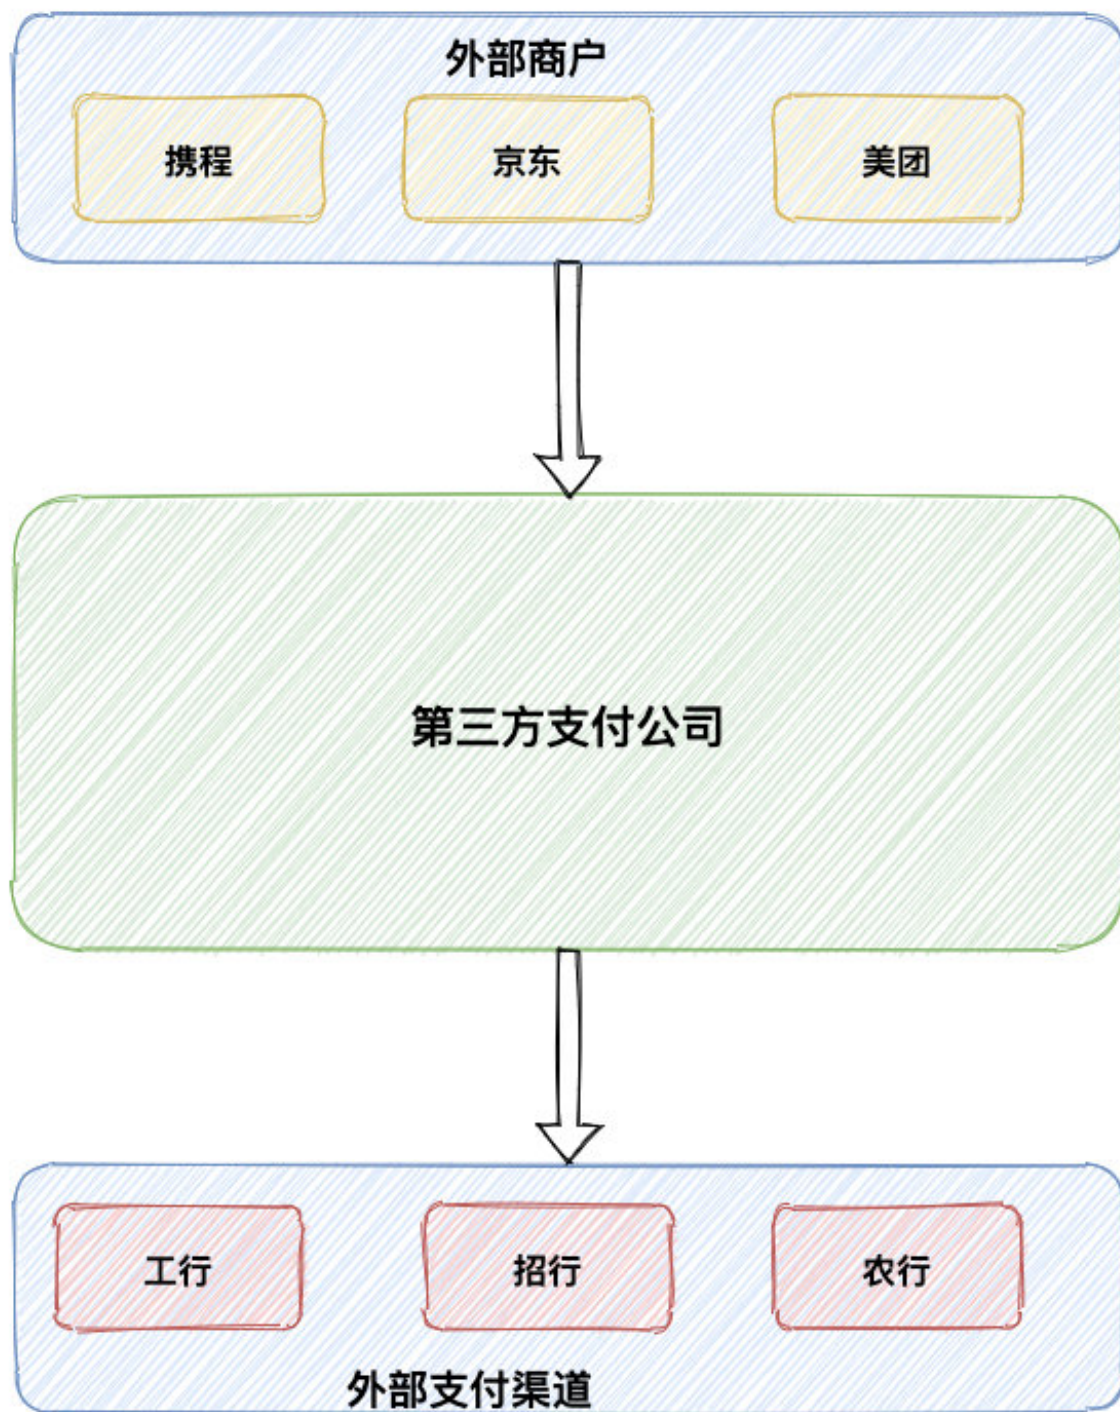 外部商户
携程 京东 美团
第三方支付公司
工行 招行 农行
外部支付渠道